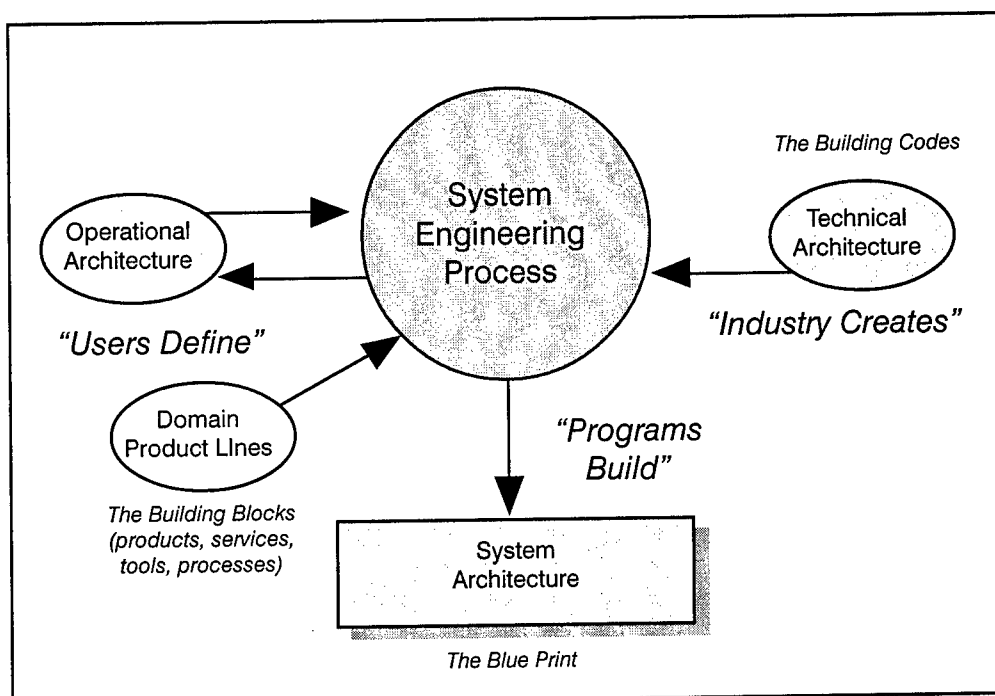 The Building Codes
System
Engineering
Process
Operational
Architecture
Technical
Architecture
“Users Define”
“Industry Creates”
Domain
Product LInes
“Programs
Build”
The Building Blocks
(products, services,
tools, processes)
System
Architecture
The Blue Print